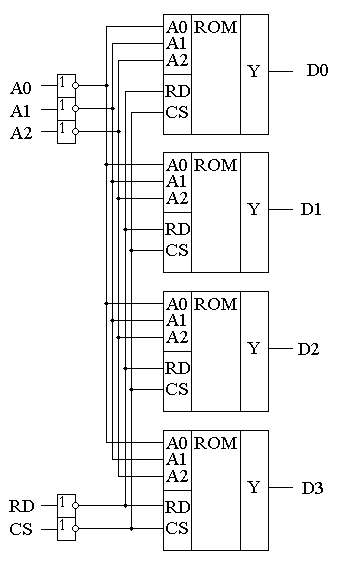 A0 ROM
A1
A2
Y D0
RD
CS
A0 1
A1 1
A2 1
A0 ROM
A1
A2
Y D1
RD
CS
A0 ROM
A1
A2
Y D2
RD
CS
A0 ROM
A1
A2
Y D3
RD 1 RD
CS 1 CS